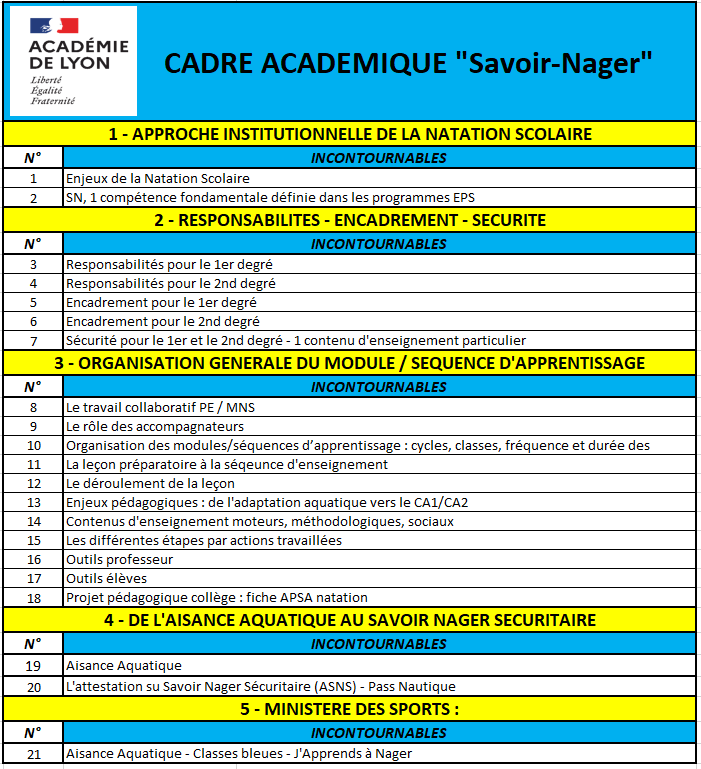 ACADÉMIE
DE LYON
Liberté
Égalité
Fraternité
CADRE ACADEMIQUE "Savoir-Nager"
1 - APPROCHE INSTITUTIONNELLE DE LA NATATION SCOLAIRE
N° INCONTOURNABLES
1 Enjeux de la Natation Scolaire
2 SN, 1 compétence fondamentale définie dans les programmes EPS
2 - RESPONSABILITES - ENCADREMENT - SECURITE
N° INCONTOURNABLES
3 Responsabilités pour le 1er degré
4 Responsabilités pour le 2nd degré
5 Encadrement pour le 1er degré
6 Encadrement pour le 2nd degré
7 Sécurité pour le 1er et le 2nd degré - 1 contenu d'enseignement particulier
3 - ORGANISATION GENERALE DU MODULE / SEQUENCE D'APPRENTISSAGE
N° INCONTOURNABLES
8 Le travail collaboratif PE / MNS
9 Le rôle des accompagnateurs
10 Organisation des modules/séquences d’apprentissage : cycles, classes, fréquence et durée des
11 La leçon préparatoire à la séqeunce d'enseignement
12 Le déroulement de la leçon
13 Enjeux pédagogiques : de l'adaptation aquatique vers le CA1/CA2
14 Contenus d'enseignement moteurs, méthodologiques, sociaux
15 Les différentes étapes par actions travaillées
16 Outils professeur
17 Outils élèves
18 Projet pédagogique collège : fiche APSA natation
4 - DE L'AISANCE AQUATIQUE AU SAVOIR NAGER SECURITAIRE
N° INCONTOURNABLES
19 Aisance Aquatique
20 L'attestation su Savoir Nager Sécuritaire (ASNS) - Pass Nautique
5 - MINISTERE DES SPORTS :
N° INCONTOURNABLES
21 Aisance Aquatique - Classes bleues - J'Apprends à Nager